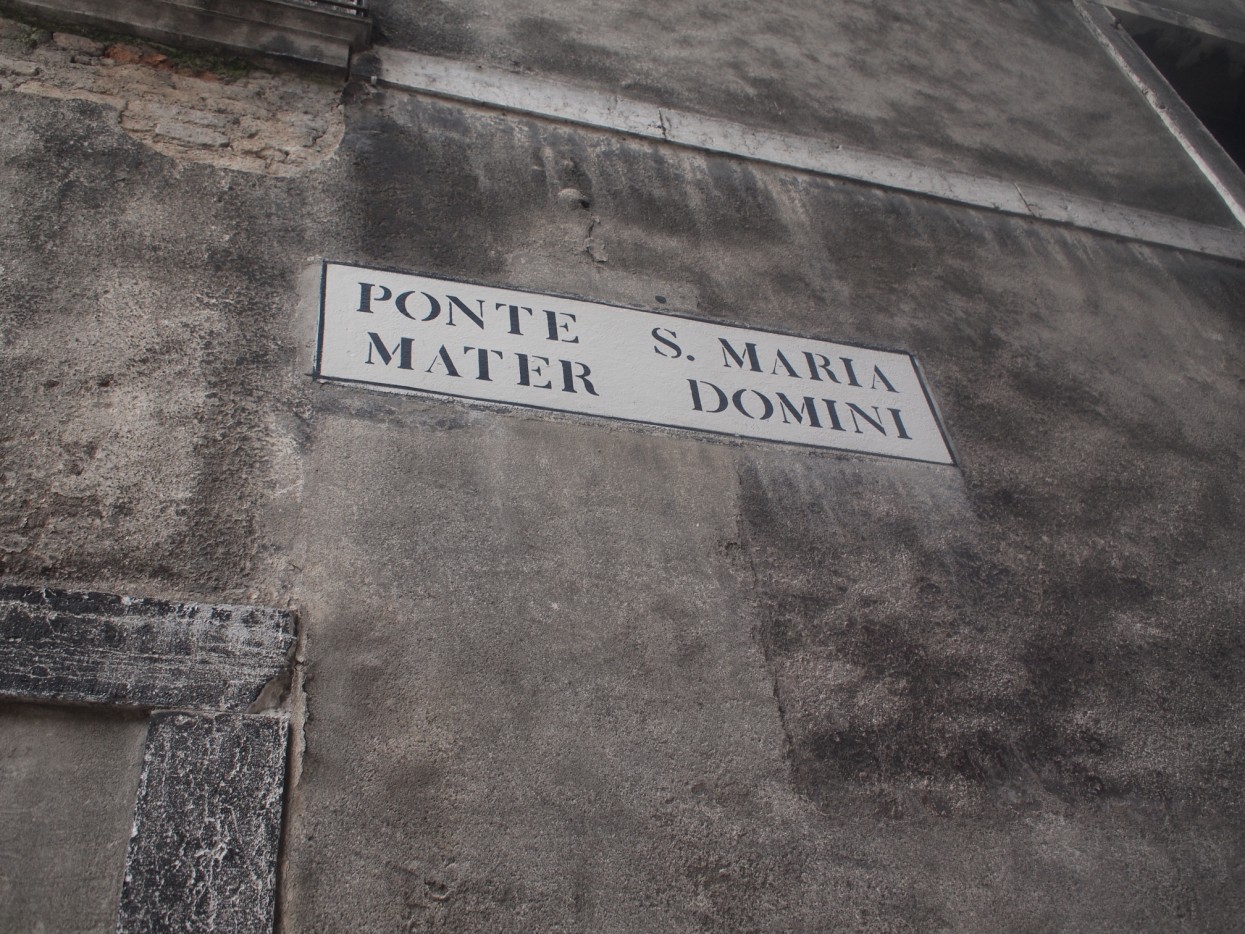 PONTE S. MARIA
MATER DOMINI